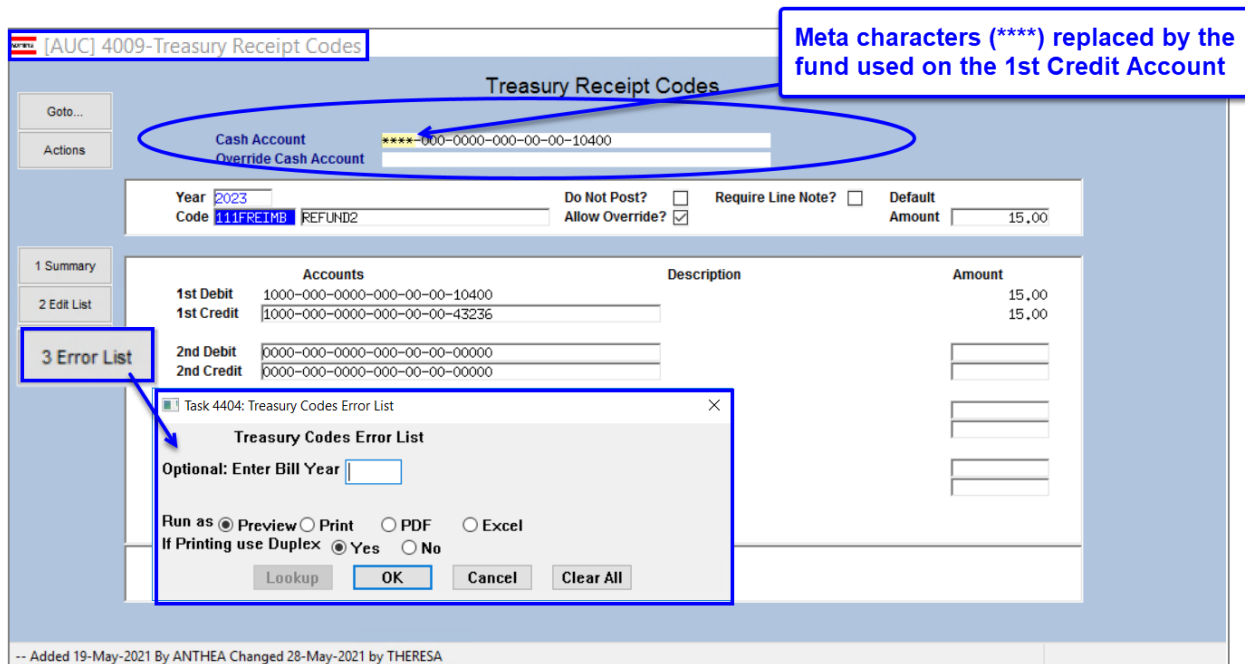 [AUC] 4009-Treasury Receipt Codes
Meta characters (****) replaced by the
fund used on the 1st Credit Account
Treasury Receipt Codes
Goto...
Actions
Cash Account ****-000-0000-000-00-00-10400
Override Cash Account
Year 2023 Do Not Post? Require Line Note? Default
Code 111FREIMB REFUND2 Allow Override? Amount 15.00
1 Summary
2 Edit List
3 Error List
Accounts Description Amount
1st Debit 1000-000-0000-000-00-00-10400 15.00
1st Credit 1000-000-0000-000-00-00-43236 15.00
2nd Debit 0000-000-0000-000-00-00-00000
2nd Credit 0000-000-0000-000-00-00-00000
Task 4404: Treasury Codes Error List
Treasury Codes Error List
Optional: Enter Bill Year
Run as Preview Print PDF Excel
If Printing use Duplex Yes No
Lookup OK Cancel Clear All
-- Added 19-May-2021 By ANTHEA Changed 28-May-2021 by THERESA